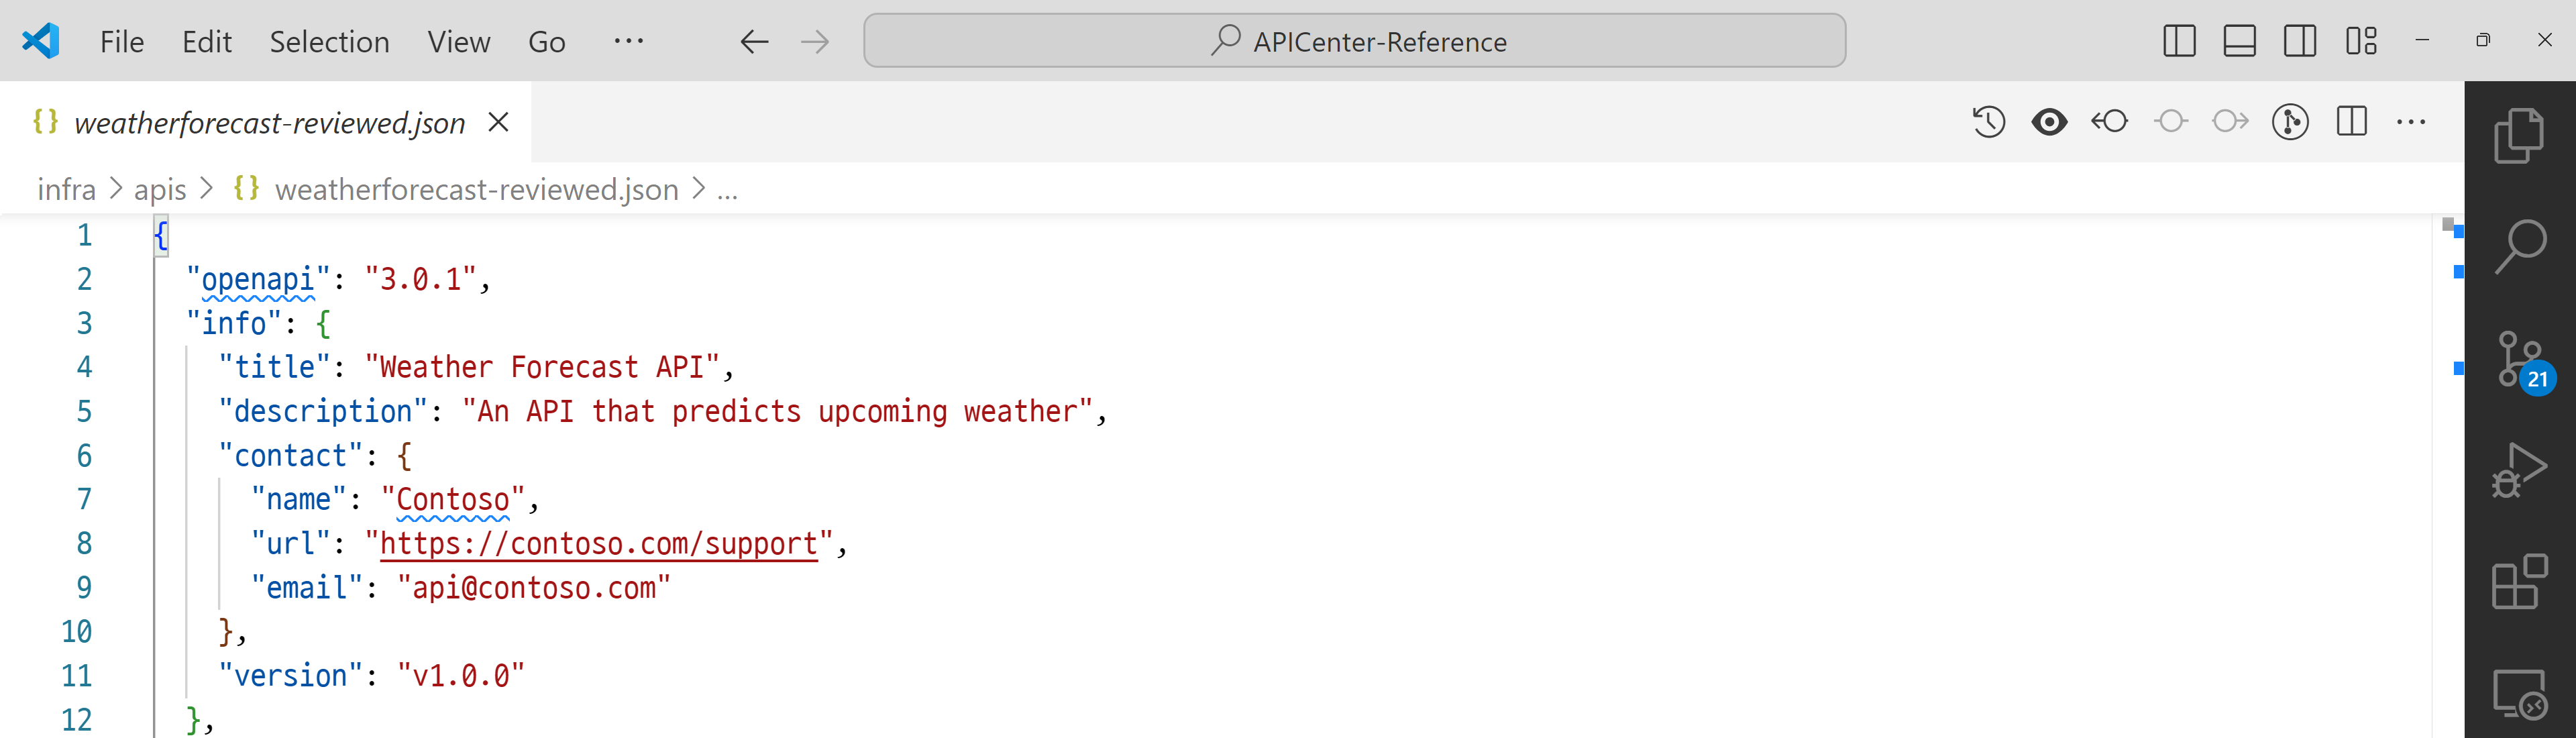 File Edit Selection View Go ··· APICenter-Reference
{} weatherforecast-reviewed.json
infra > apis > {} weatherforecast-reviewed.json > ...
1 {
2 "openapi": "3.0.1",
3 "info": {
4 "title": "Weather Forecast API",
5 "description": "An API that predicts upcoming weather",
6 "contact": {
7 "name": "Contoso",
8 "url": "https://contoso.com/support",
9 "email": "api@contoso.com"
10 },
11 "version": "v1.0.0"
12 },
21